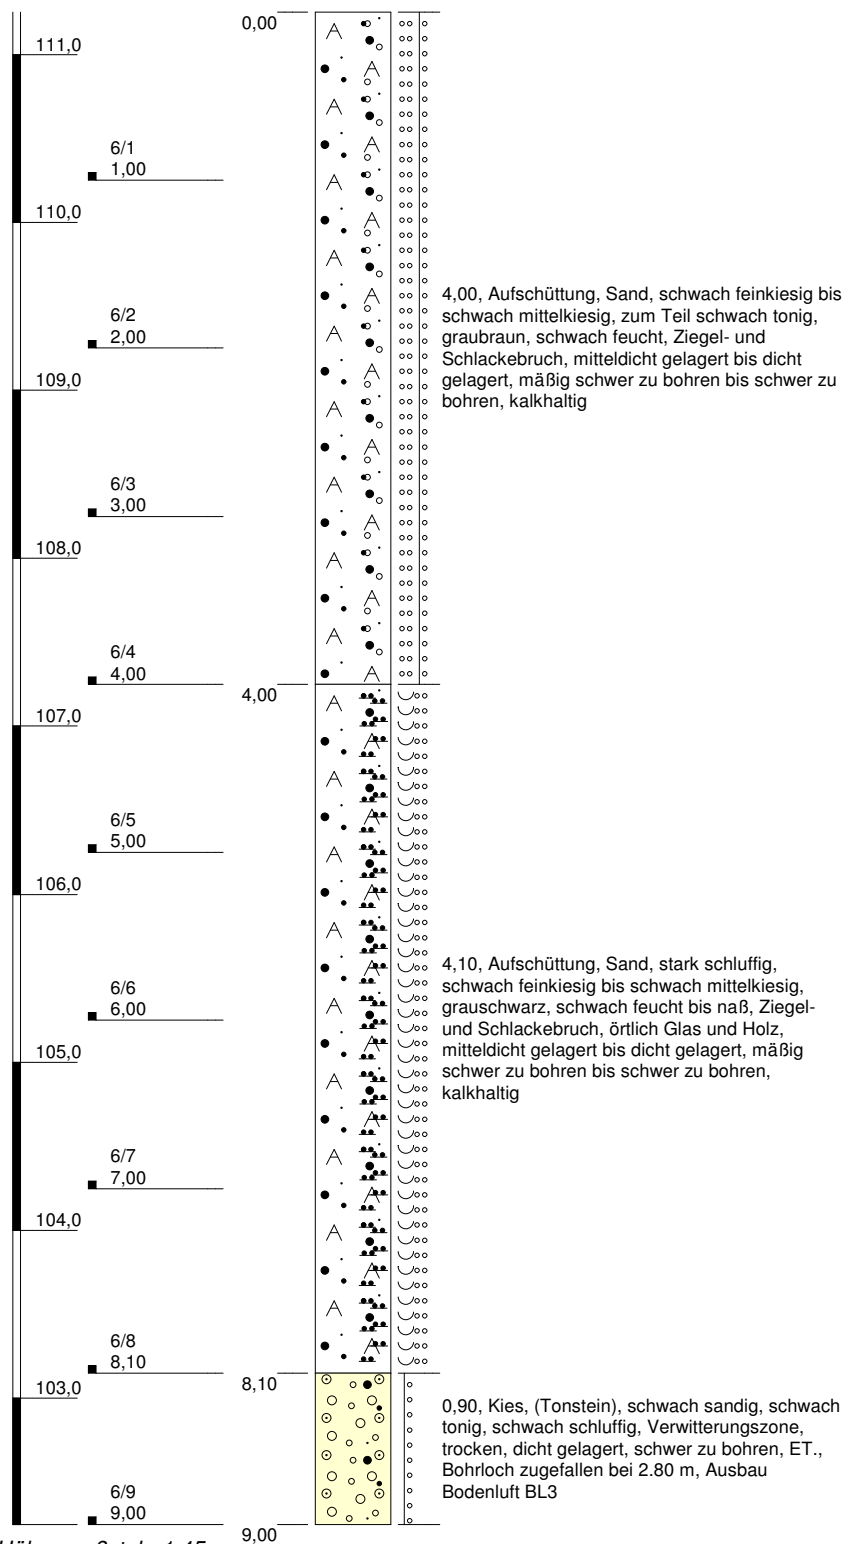 0,00
111,0
6/1
1,00
110,0
6/2
2,00
109,0
6/3
3,00
108,0
6/4
4,00
4,00
4,00, Aufschüttung, Sand, schwach feinkiesig bis
schwach mittelkiesig, zum Teil schwach tonig,
graubraun, schwach feucht, Ziegel- und
Schlackebruch, mitteldicht gelagert bis dicht
gelagert, mäßig schwer zu bohren bis schwer zu
bohren, kalkhaltig
107,0
6/5
5,00
106,0
6/6
6,00
105,0
6/7
7,00
104,0
6/8
8,10
8,10
4,10, Aufschüttung, Sand, stark schluffig,
schwach feinkiesig bis schwach mittelkiesig,
grauschwarz, schwach feucht bis naß, Ziegel-
und Schlackebruch, örtlich Glas und Holz,
mitteldicht gelagert bis dicht gelagert, mäßig
schwer zu bohren bis schwer zu bohren,
kalkhaltig
103,0
6/9
9,00
9,00
0,90, Kies, (Tonstein), schwach sandig, schwach
tonig, schwach schluffig, Verwitterungszone,
trocken, dicht gelagert, schwer zu bohren, ET.,
Bohrloch zugefallen bei 2.80 m, Ausbau
Bodenluft BL3